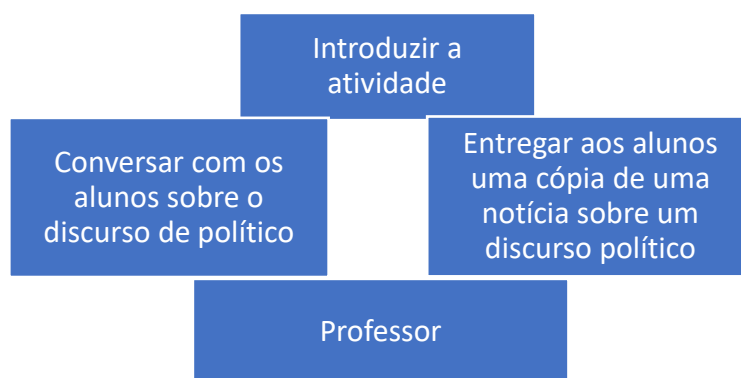 Introduzir a
atividade
Conversar com os
alunos sobre o
discurso de político
Entregar aos alunos
uma cópia de uma
notícia sobre um
discurso político
Professor